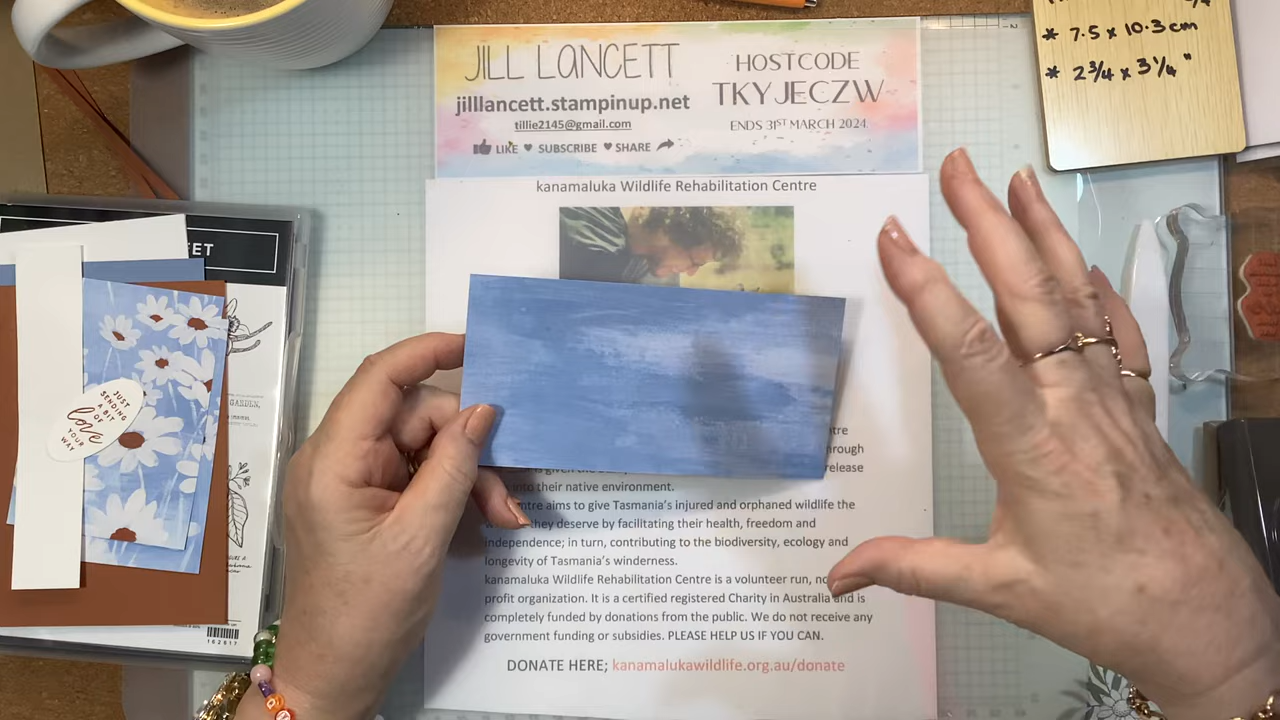 * 7.5 x 10.3 cm
* 2¾ x 3¼ "
JILL LANCETT
jilllancett.stampinup.net
tillie2145@gmail.com
LIKE ♥ SUBSCRIBE ♥ SHARE
HOSTCODE
TKYJECZW
ENDS 31ST MARCH 2024
kanamaluka Wildlife Rehabilitation Centre
release
into their native environment.
aims to give Tasmania's injured and orphaned wildlife the
they deserve by facilitating their health, freedom and
independence; in turn, contributing to the biodiversity, ecology and
longevity of Tasmania's winderness.
kanamaluka Wildlife Rehabilitation Centre is a volunteer run,
profit organization. It is a certified registered Charity in Australia and is
completely funded by donations from the public. We do not receive any
government funding or subsidies. PLEASE HELP US IF YOU CAN.
DONATE HERE; kanamalukawildlife.org.au/donate
JUST
SENDING
A BIT
OF
love
YOUR
WAY
GARDEN,
162817